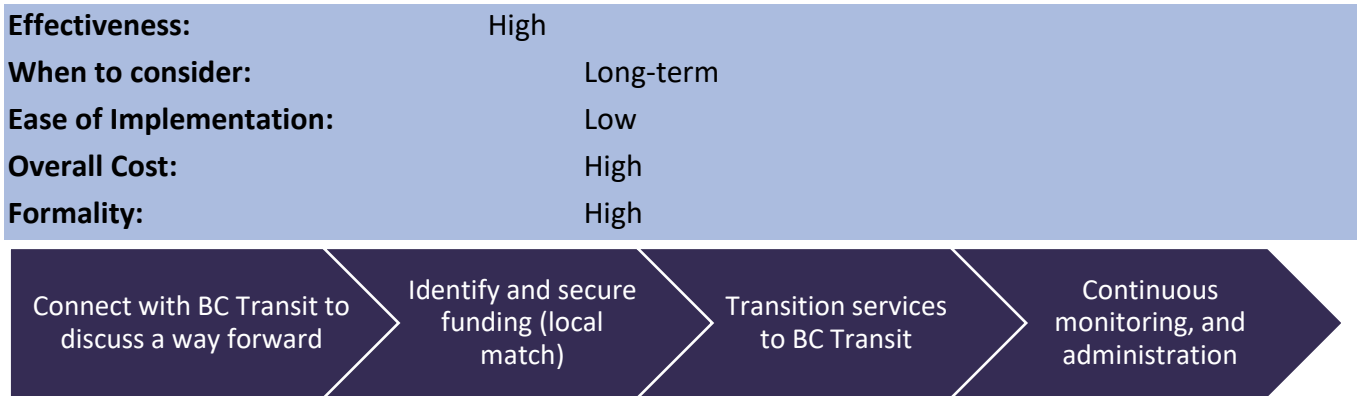 Effectiveness: High
When to consider: Long-term
Ease of Implementation: Low
Overall Cost: High
Formality: High
Connect with BC Transit to
discuss a way forward
Identify and secure
funding (local
match)
Transition services
to BC Transit
Continuous
monitoring, and
administration